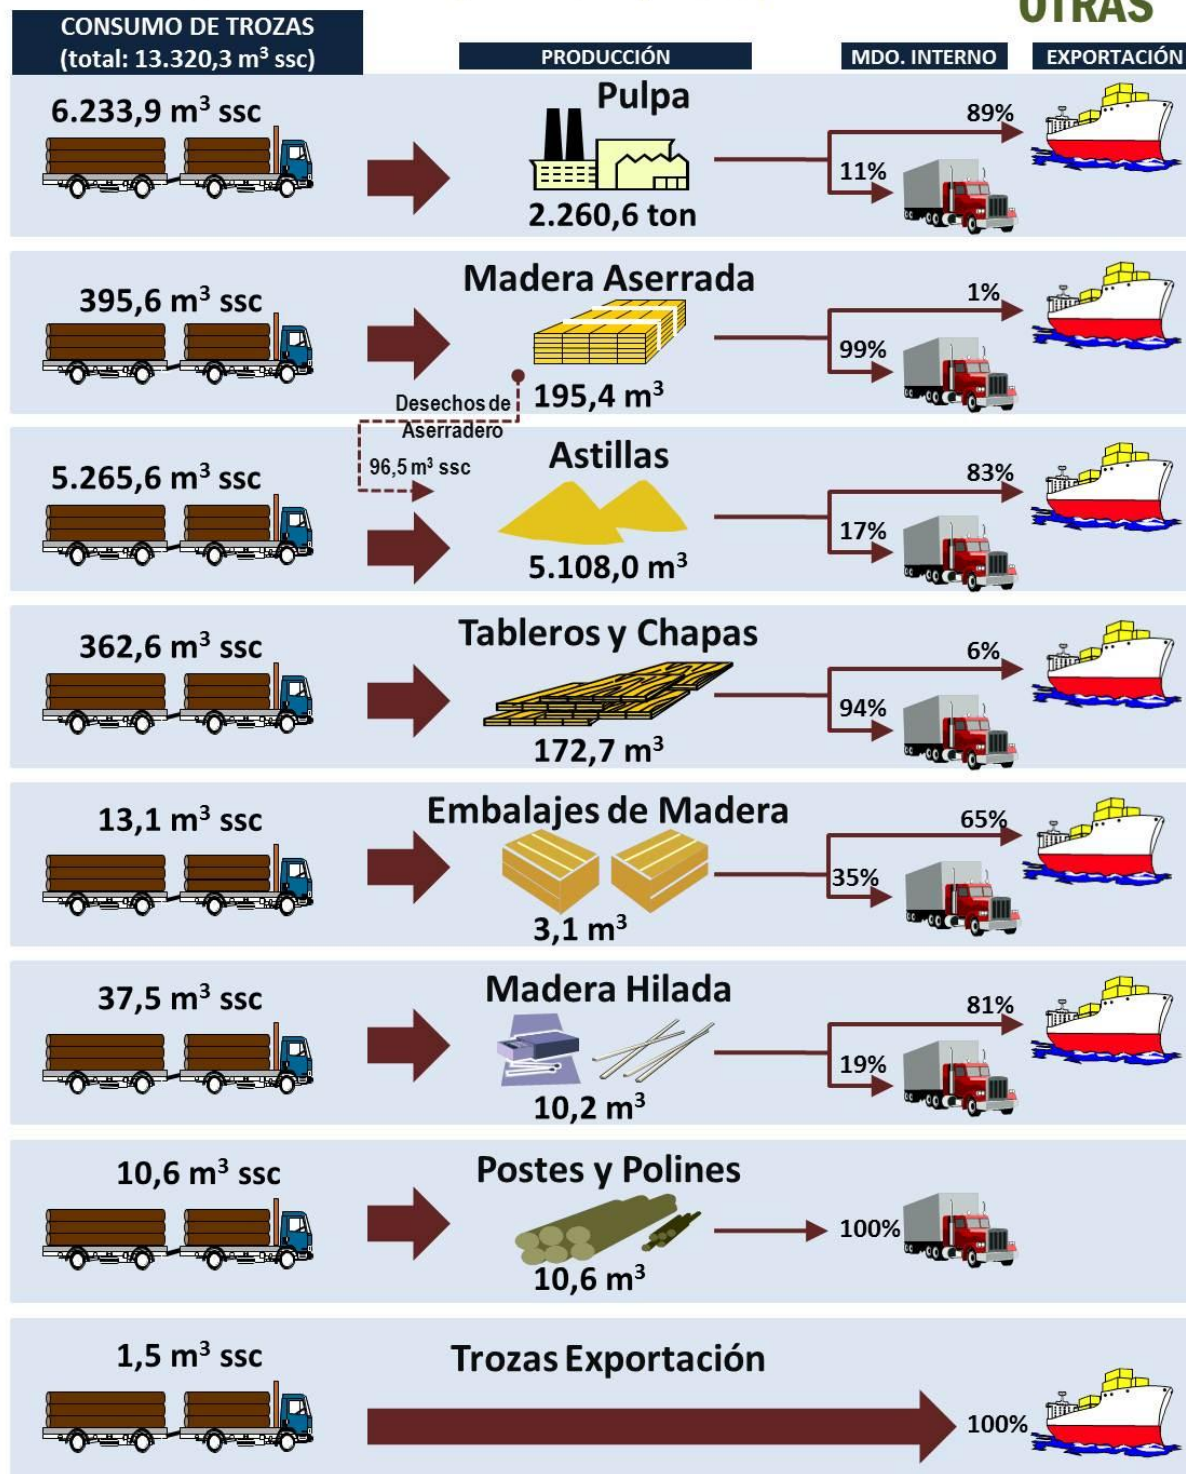 OTRAS
CONSUMO DE TROZAS
(total: 13.320,3 m³ ssc)
PRODUCCIÓN
MDO. INTERNO
EXPORTACIÓN
6.233,9 m³ ssc
Pulpa
2.260,6 ton
89%
11%
395,6 m³ ssc
Madera Aserrada
195,4 m³
1%
99%
Desechos de
Aserradero
96,5 m³ ssc
5.265,6 m³ ssc
Astillas
5.108,0 m³
83%
17%
362,6 m³ ssc
Tableros y Chapas
172,7 m³
6%
94%
13,1 m³ ssc
Embalajes de Madera
3,1 m³
65%
35%
37,5 m³ ssc
Madera Hilada
10,2 m³
81%
19%
10,6 m³ ssc
Postes y Polines
10,6 m³
100%
1,5 m³ ssc
Trozas Exportación
100%